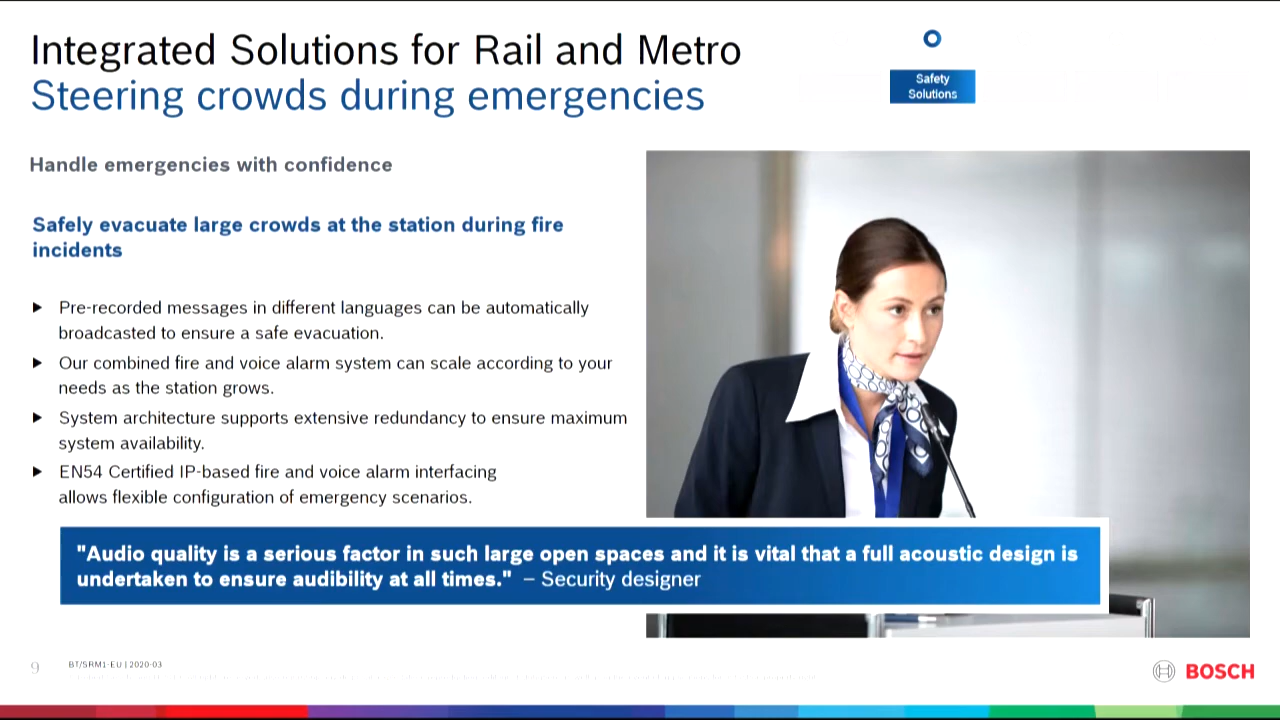 Integrated Solutions for Rail and Metro
Steering crowds during emergencies
Safety
Solutions
Handle emergencies with confidence
Safely evacuate large crowds at the station during fire
incidents
Pre-recorded messages in different languages can be automatically
broadcasted to ensure a safe evacuation.
Our combined fire and voice alarm system can scale according to your
needs as the station grows.
System architecture supports extensive redundancy to ensure maximum
system availability.
EN54 Certified IP-based fire and voice alarm interfacing
allows flexible configuration of emergency scenarios.
"Audio quality is a serious factor in such large open spaces and it is vital that a full acoustic design is
undertaken to ensure audibility at all times." – Security designer
9
BT/SRM1-EU | 2020-03
BOSCH